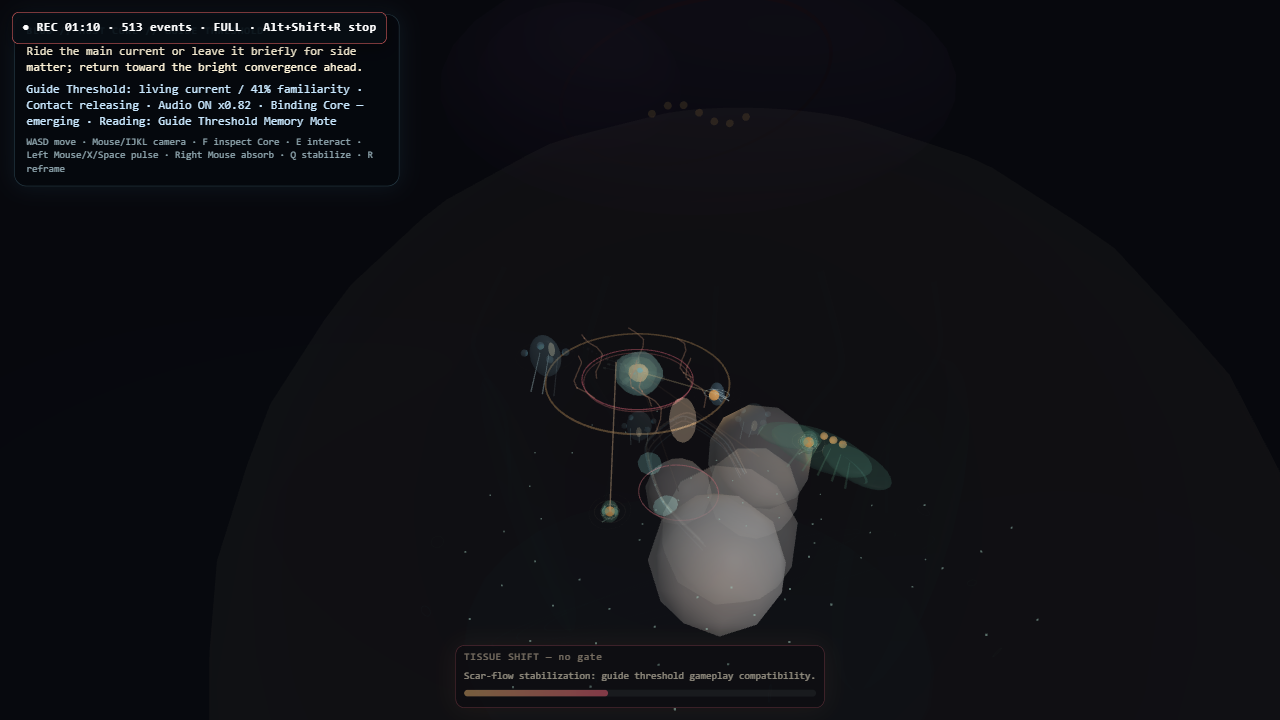 ● REC 01:10 · 513 events · FULL · Alt+Shift+R stop
Ride the main current or leave it briefly for side
matter; return toward the bright convergence ahead.
Guide Threshold: living current / 41% familiarity ·
Contact releasing · Audio ON x0.82 · Binding Core —
emerging · Reading: Guide Threshold Memory Mote
WASD move · Mouse/IJKL camera · F inspect Core · E interact ·
Left Mouse/X/Space pulse · Right Mouse absorb · Q stabilize · R
reframe
TISSUE SHIFT — no gate
Scar-flow stabilization: guide threshold gameplay compatibility.